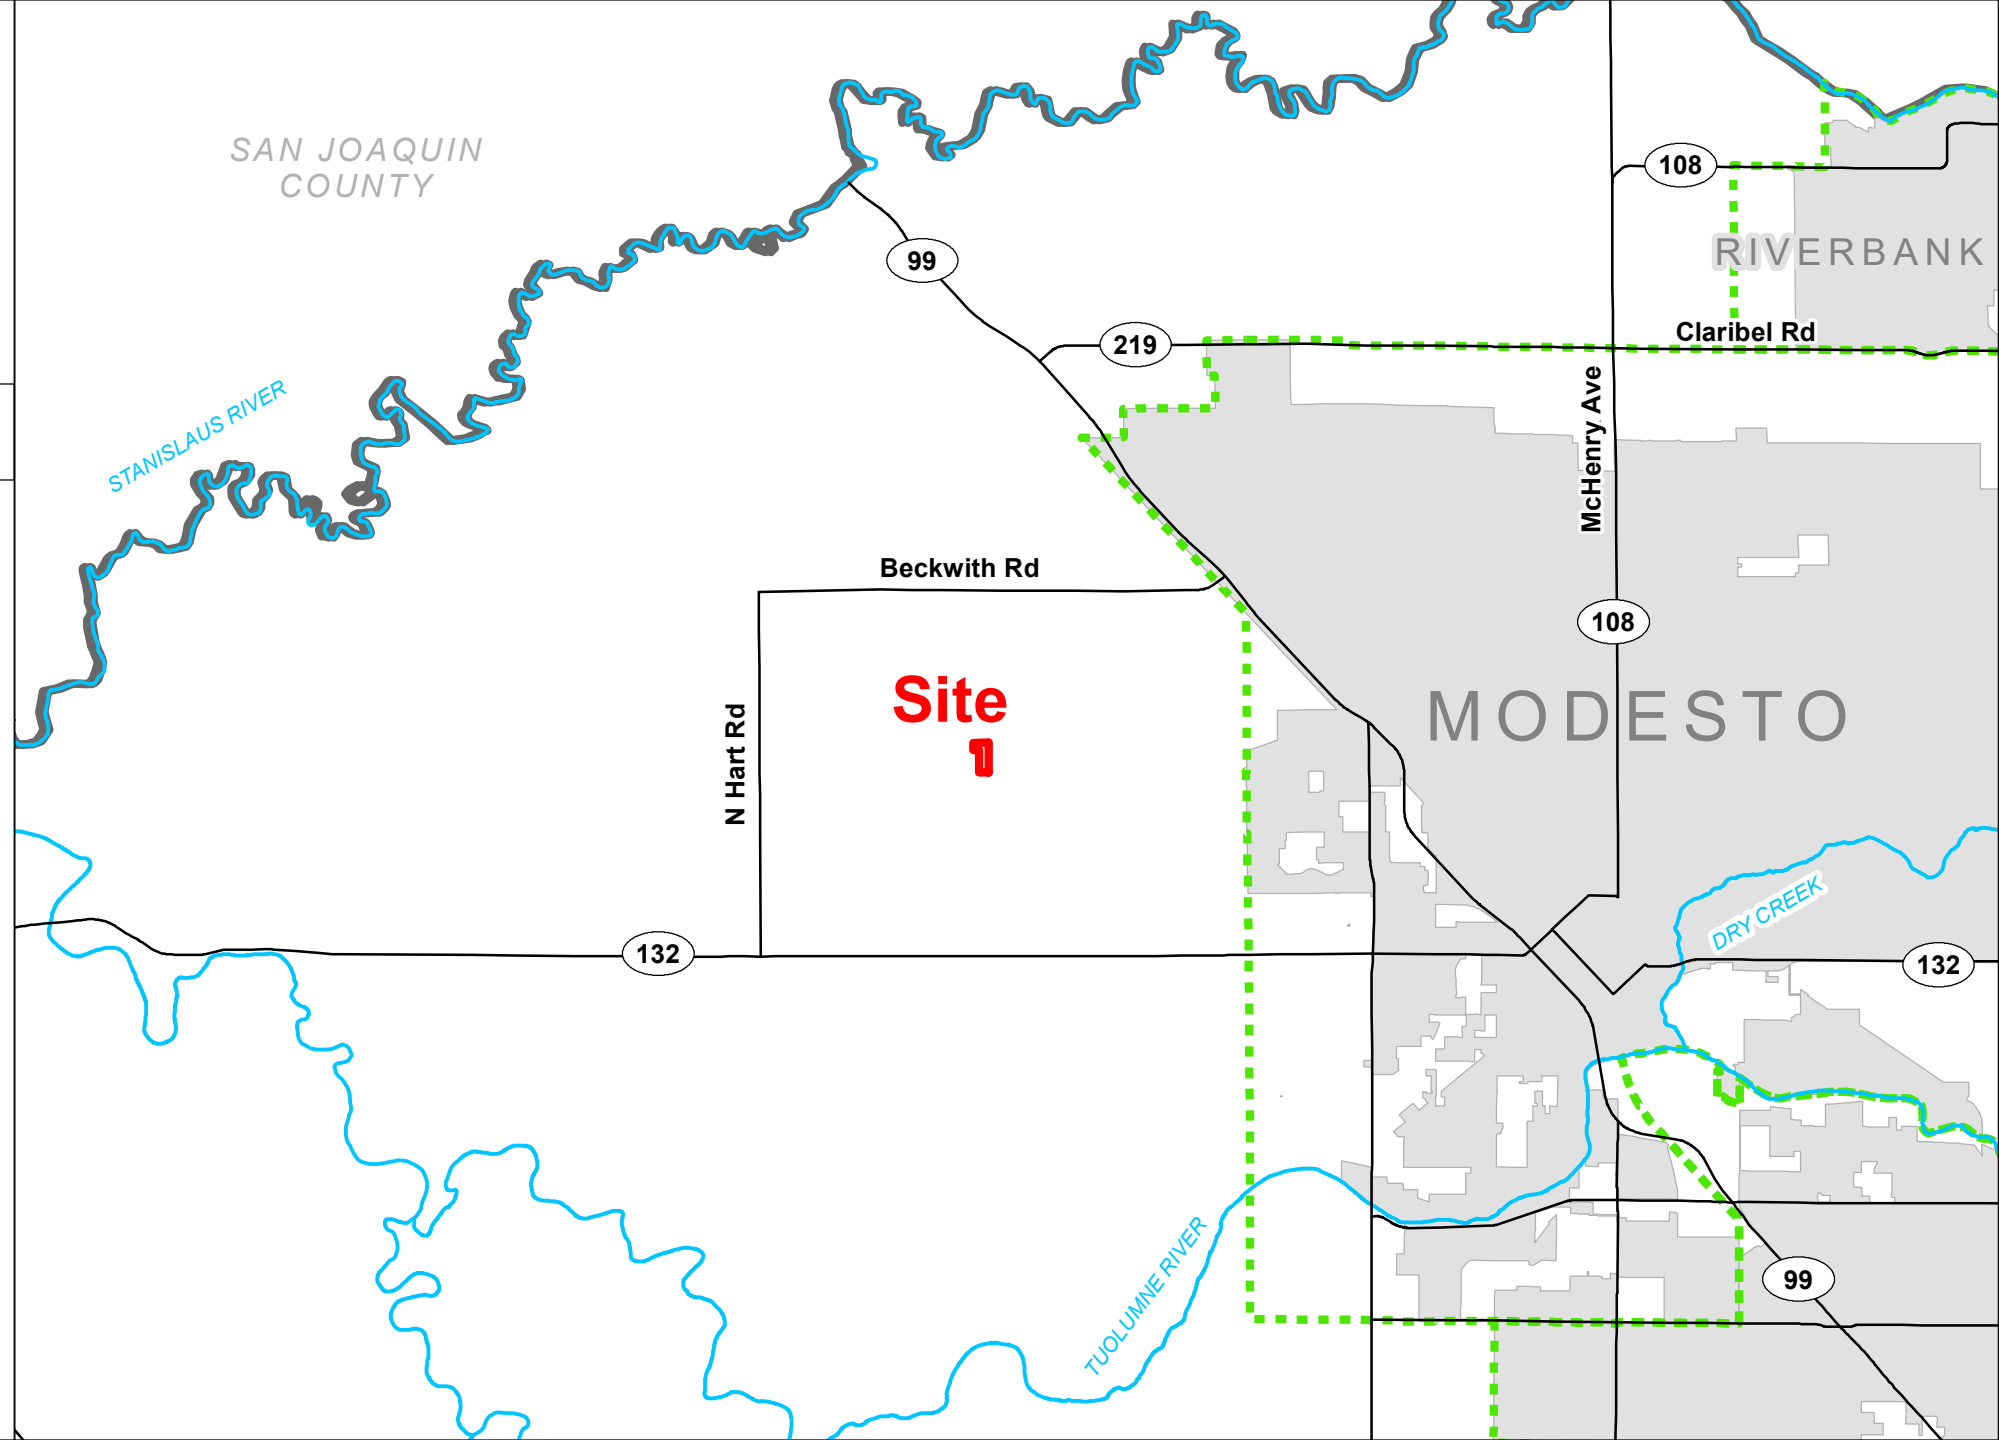 SAN JOAQUIN
COUNTY
108
RIVERBANK
99
219
Claribel Rd
STANISLAUS RIVER
McHenry Ave
Beckwith Rd
108
Site
MODESTO
N Hart Rd
DRY CREEK
132
132
TUOLUMNE RIVER
99